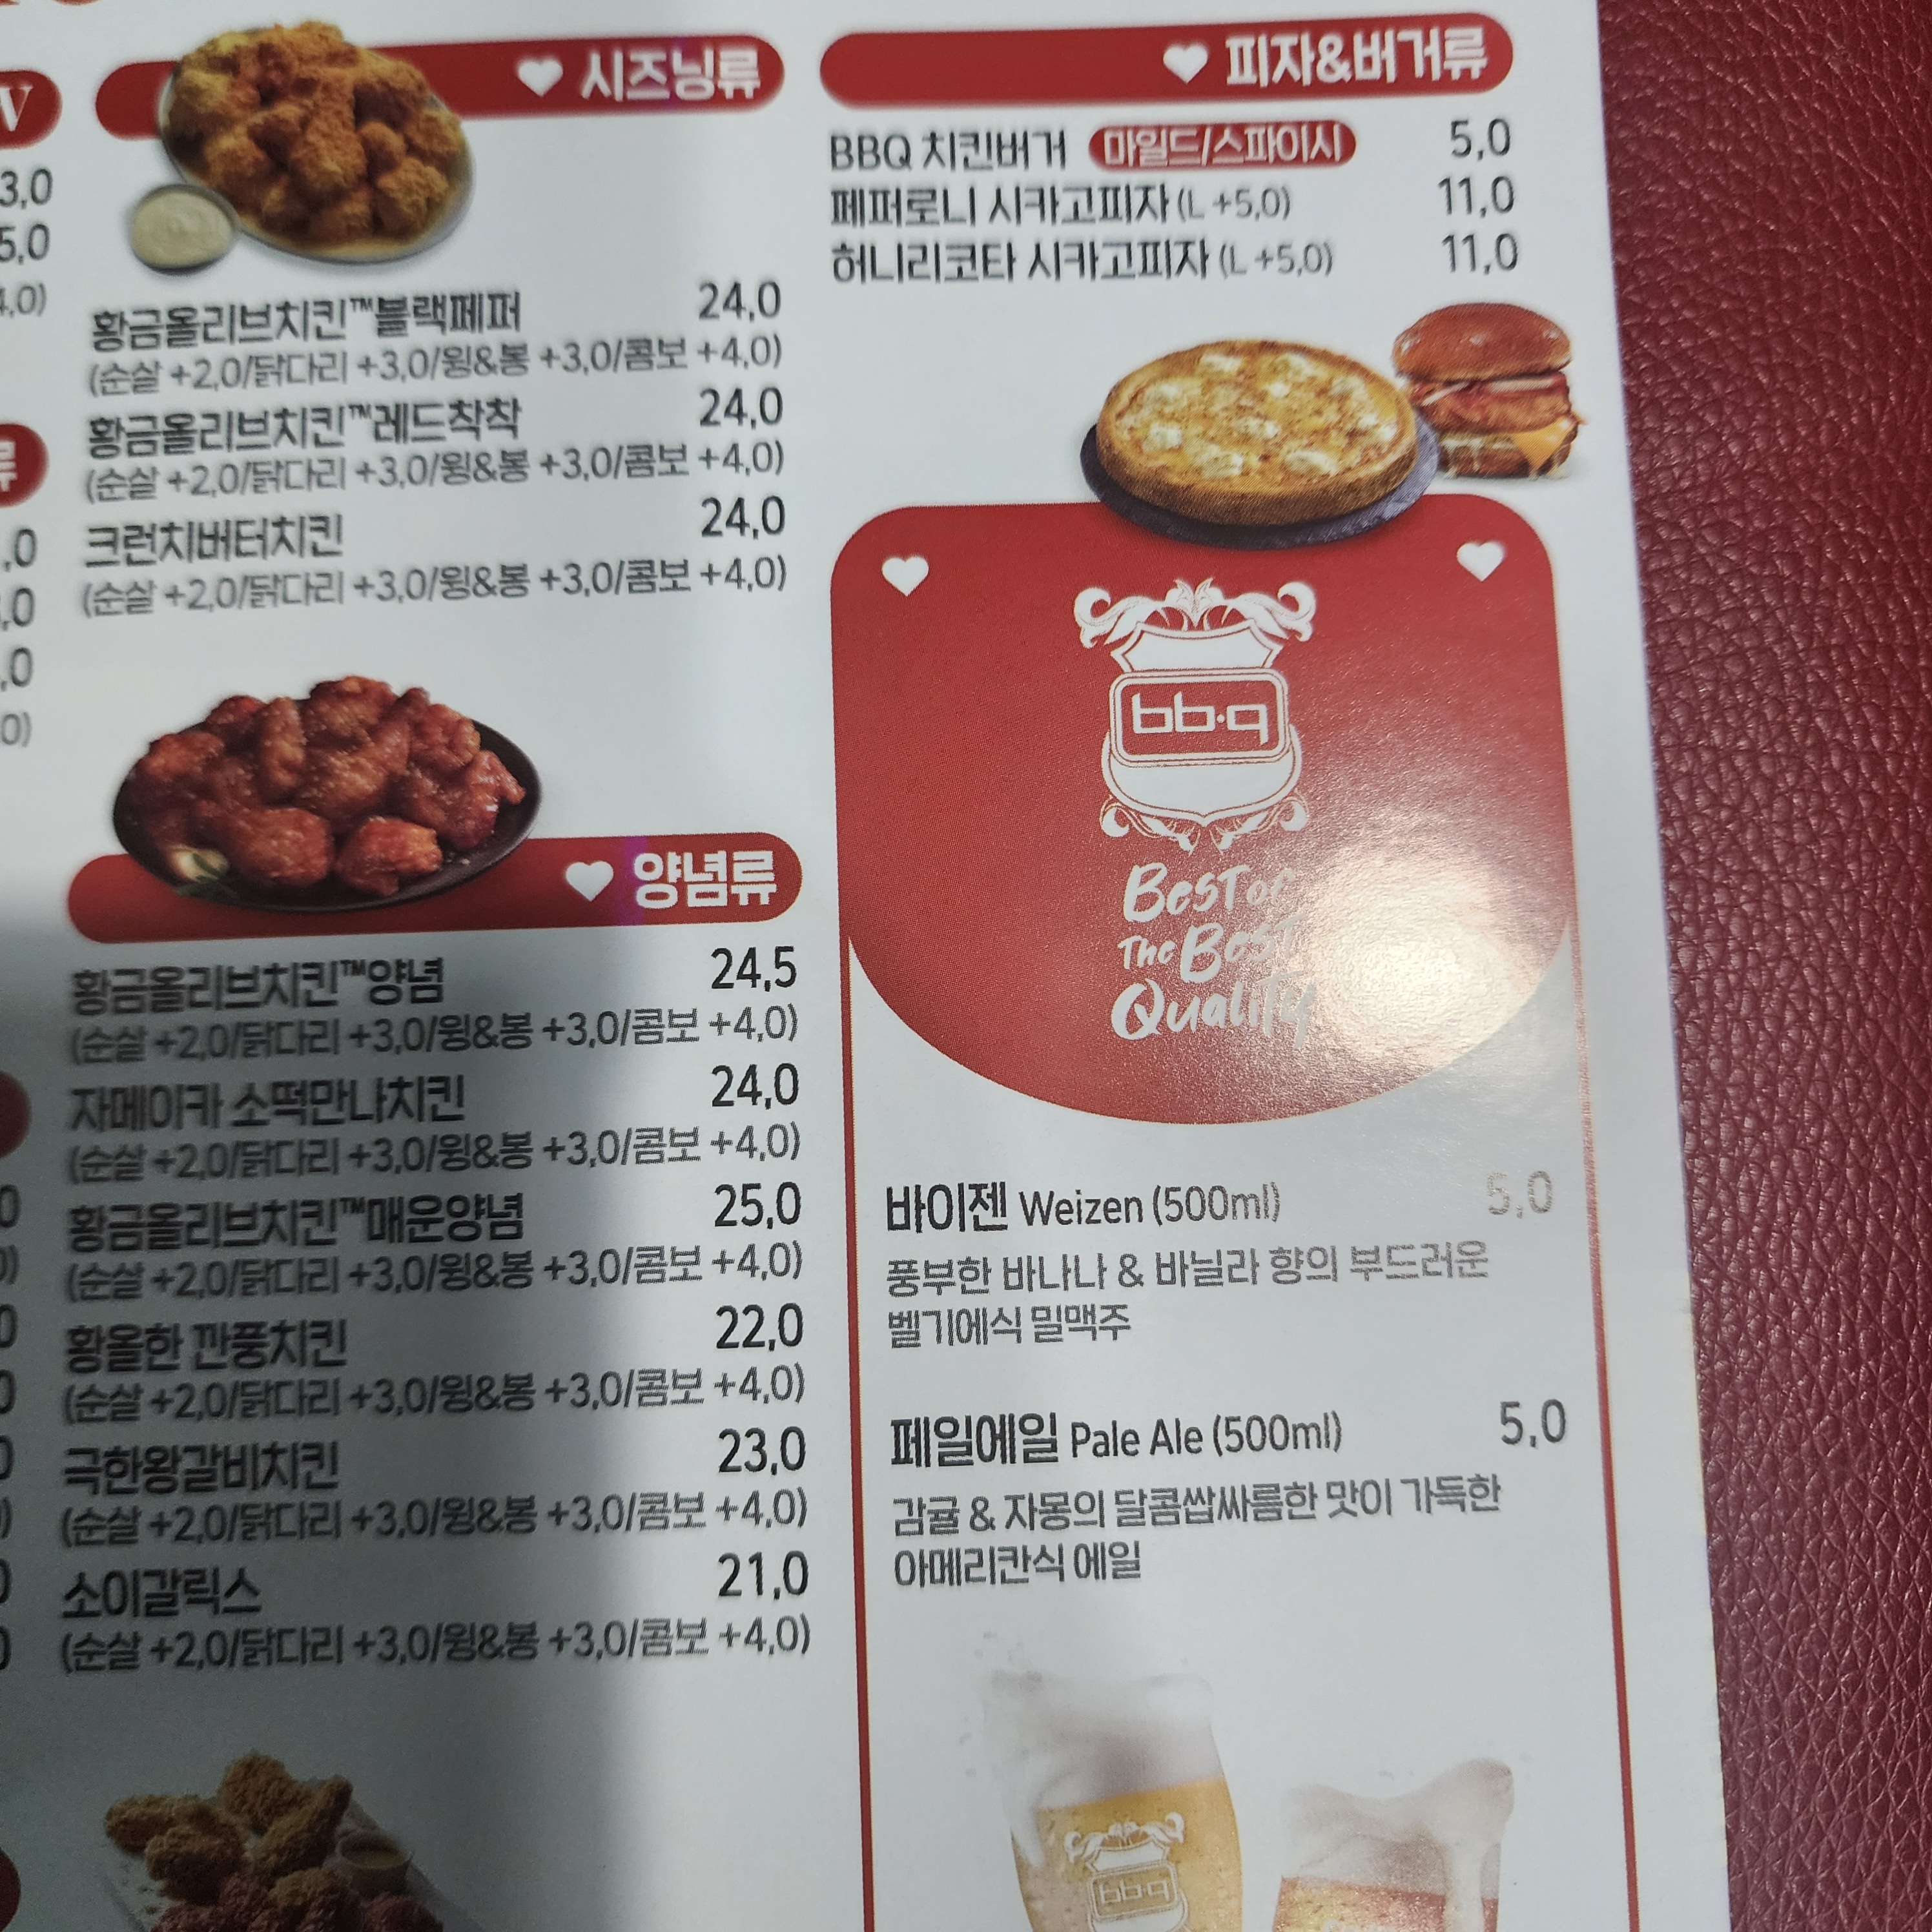 V
3,0
5,0
,0)
류
,0
,0
,0
0)
시즈닝류
황금올리브치킨™블랙페퍼 24,0
(순살 +2,0/닭다리 +3,0/윙&봉 +3,0/콤보 +4,0)
황금올리브치킨™레드착착 24,0
(순살 +2,0/닭다리 +3,0/윙&봉 +3,0/콤보 +4,0)
크런치버터치킨 24,0
(순살 +2,0/닭다리 +3,0/윙&봉 +3,0/콤보 +4,0)
양념류
황금올리브치킨™양념 24,5
(순살 +2,0/닭다리 +3,0/윙&봉 +3,0/콤보 +4,0)
자메이카 소떡만나치킨 24,0
(순살 +2,0/닭다리 +3,0/윙&봉 +3,0/콤보 +4,0)
황금올리브치킨™매운양념 25,0
(순살 +2,0/닭다리 +3,0/윙&봉 +3,0/콤보 +4,0)
황올한 깐풍치킨 22,0
(순살 +2,0/닭다리 +3,0/윙&봉 +3,0/콤보 +4,0)
극한왕갈비치킨 23,0
(순살 +2,0/닭다리 +3,0/윙&봉 +3,0/콤보 +4,0)
소이갈릭스 21,0
(순살 +2,0/닭다리 +3,0/윙&봉 +3,0/콤보 +4,0)
피자&버거류
BBQ 치킨버거 마일드/스파이시 5,0
페퍼로니 시카고피자 (L +5,0) 11,0
허니리코타 시카고피자 (L +5,0) 11,0
bb.q
Best of
The Best
Quality
바이젠 Weizen (500ml) 5,0
풍부한 바나나 & 바닐라 향의 부드러운
벨기에식 밀맥주
페일에일 Pale Ale (500ml) 5,0
감귤 & 자몽의 달콤쌉싸름한 맛이 가득한
아메리칸식 에일
bb.q